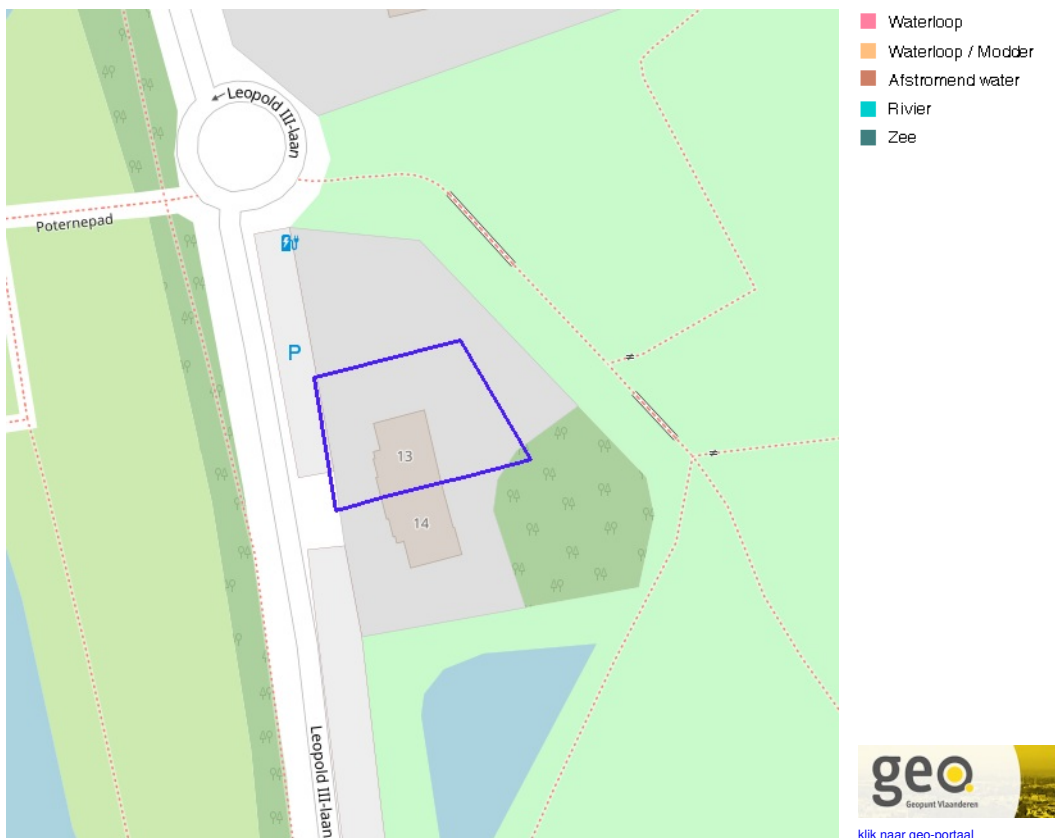 Leopold III-laan
Poternepad
P
13
14
Leopold III-laan
Waterloop
Waterloop / Modder
Afstromend water
Rivier
Zee
geo.
Geopunt Vlaanderen
klik naar geo-portaal